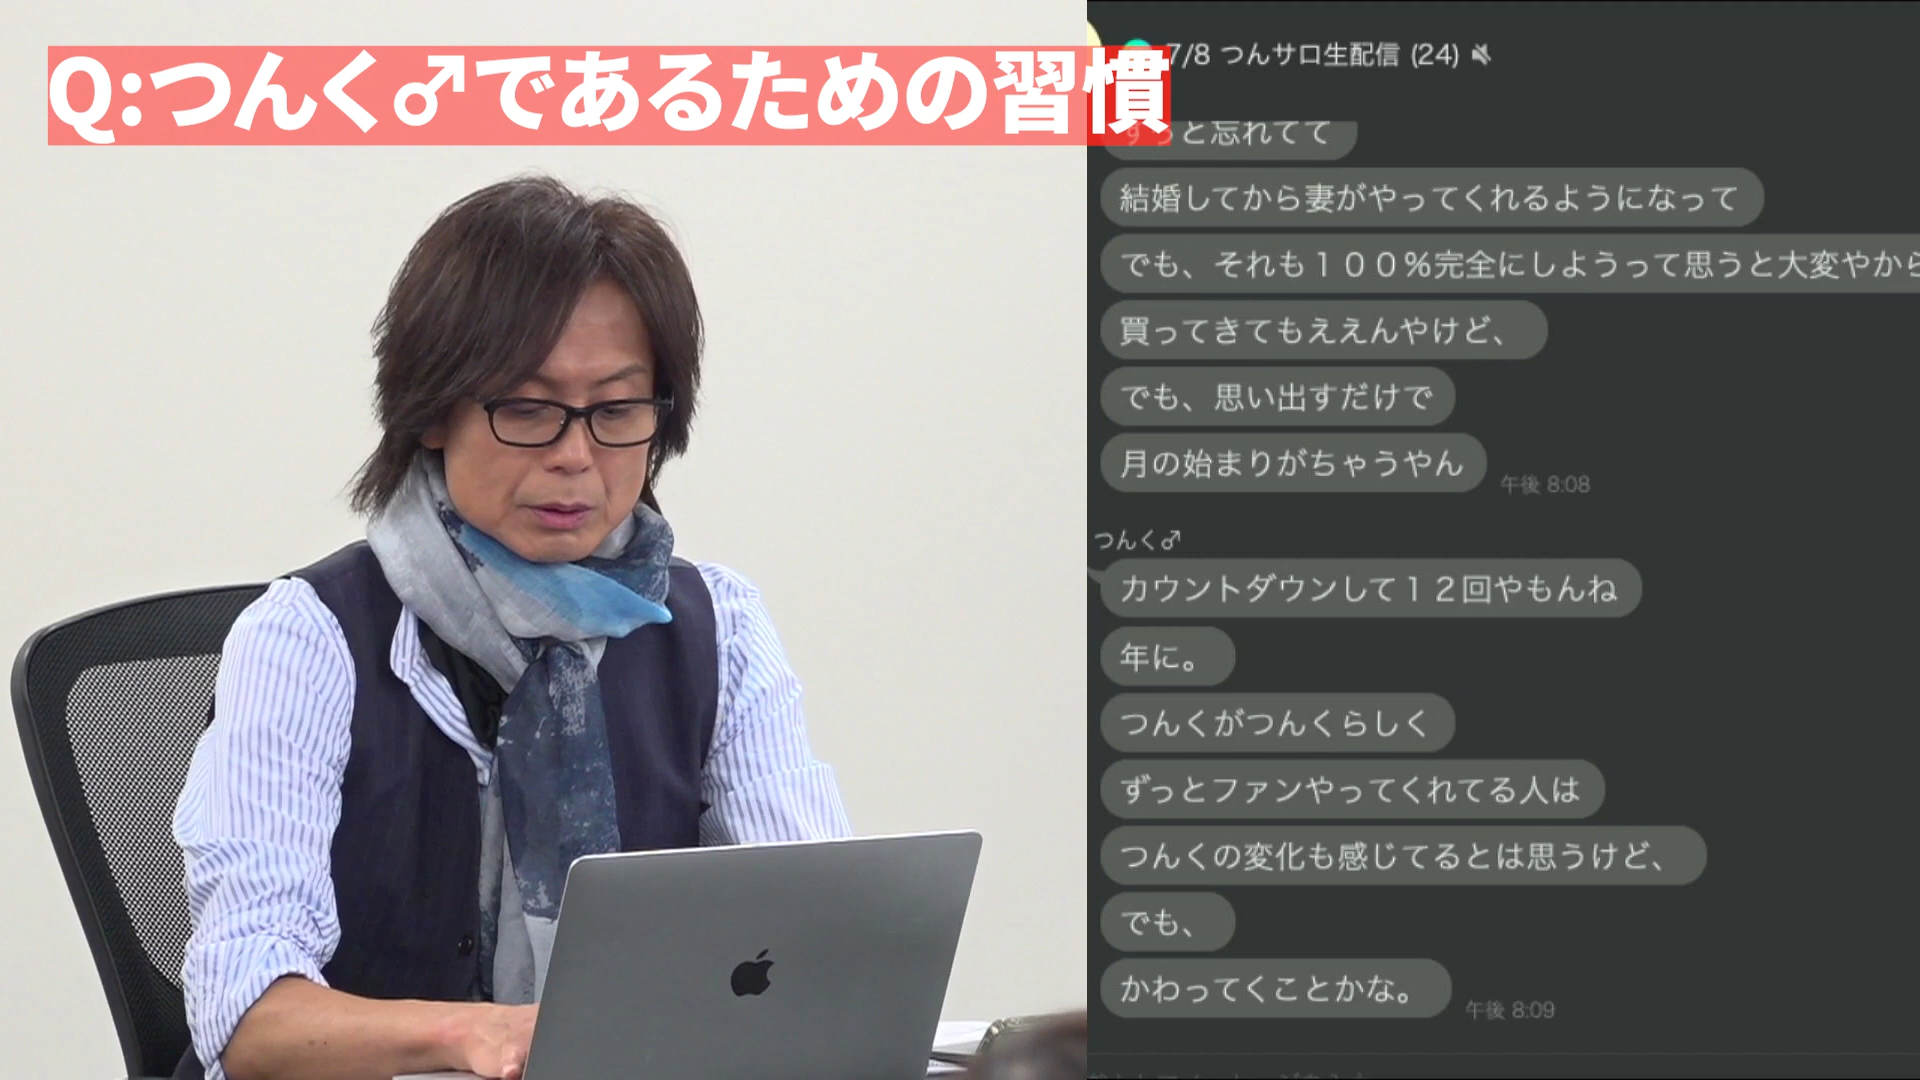 Q:つんく♂であるための習慣
7/8 つんサロ生配信 (24)
ずっと忘れてて
結婚してから妻がやってくれるようになって
でも、それも１００％完全にしようって思うと大変やから
買ってきてもええんやけど、
でも、思い出すだけで
月の始まりがちゃうやん
午後 8:08
つんく♂
カウントダウンして１２回やもんね
年に。
つんくがつんくらしく
ずっとファンやってくれてる人は
つんくの変化も感じてるとは思うけど、
でも、
かわってくことかな。
午後 8:09